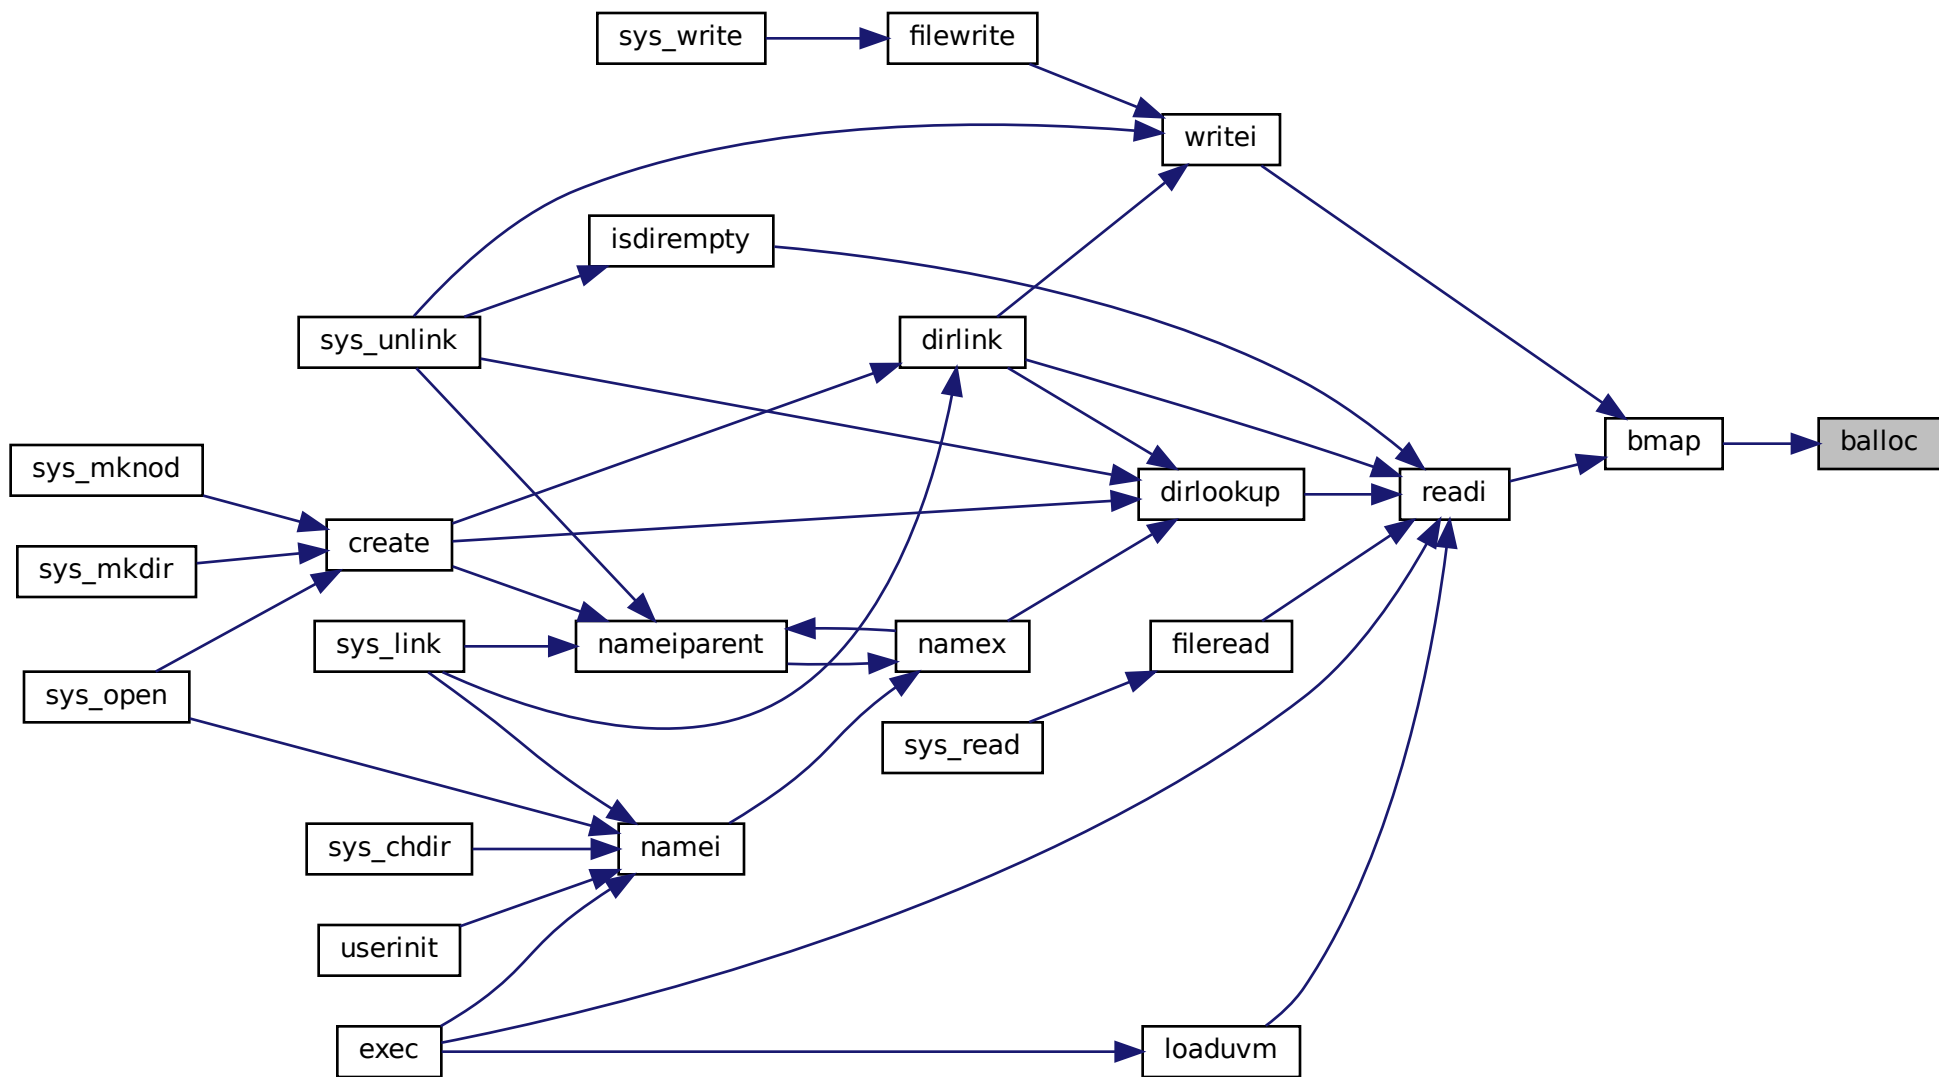 sys_write
filewrite
writei
isdirempty
sys_unlink
dirlink
bmap
balloc
sys_mknod
dirlookup
readi
create
sys_mkdir
sys_link
nameiparent
namex
fileread
sys_open
sys_read
sys_chdir
namei
userinit
exec
loaduvm